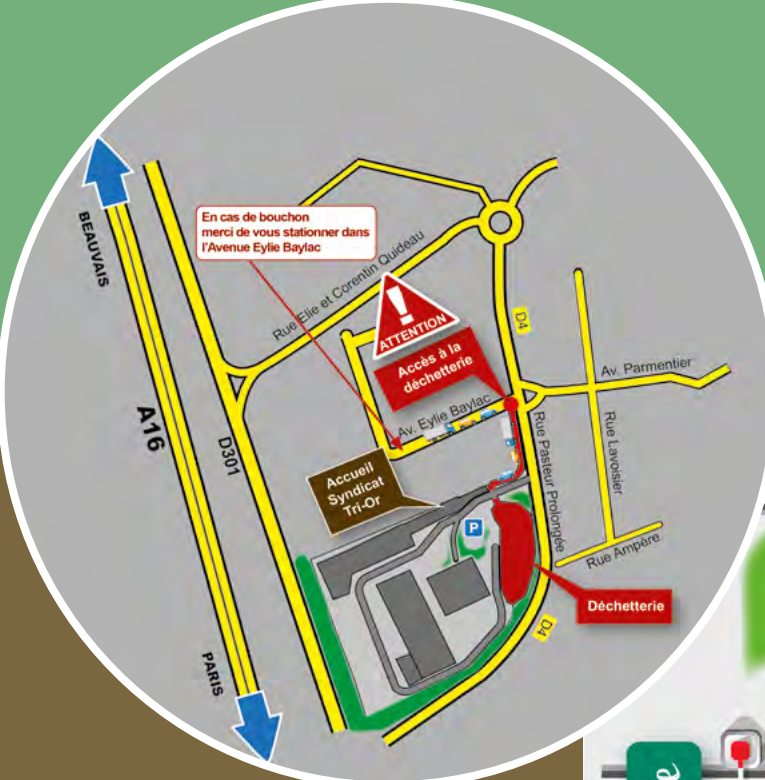 BEAUVAIS
En cas de bouchon
merci de vous stationner dans
l'Avenue Eylie Baylac
Rue Elie et Corentin Quideau
ATTENTION
D4
Accès à la
déchetterie
Av. Parmentier
Av. Eylie Baylac
A16
D301
Rue Pasteur Prolongée
Rue Lavoisier
Accueil
Syndicat
Tri-Or
P
Rue Ampère
Déchetterie
D4
PARIS